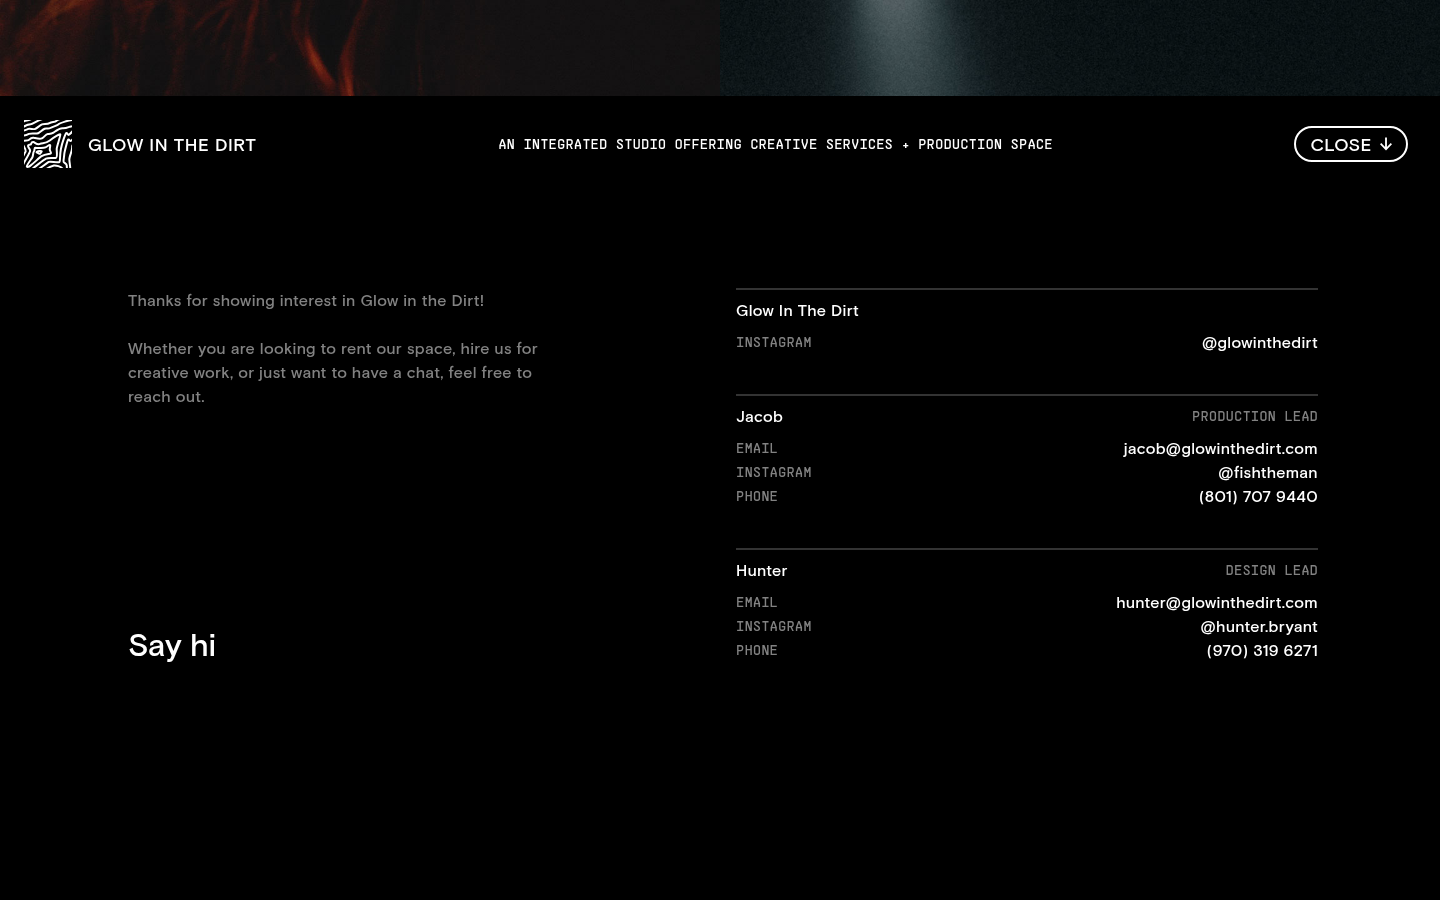 GLOW IN THE DIRT
AN INTEGRATED STUDIO OFFERING CREATIVE SERVICES + PRODUCTION SPACE
CLOSE ↓
Thanks for showing interest in Glow in the Dirt!
Whether you are looking to rent our space, hire us for
creative work, or just want to have a chat, feel free to
reach out.
Say hi
Glow In The Dirt
INSTAGRAM @glowinthedirt
Jacob PRODUCTION LEAD
EMAIL jacob@glowinthedirt.com
INSTAGRAM @fishtheman
PHONE (801) 707 9440
Hunter DESIGN LEAD
EMAIL hunter@glowinthedirt.com
INSTAGRAM @hunter.bryant
PHONE (970) 319 6271